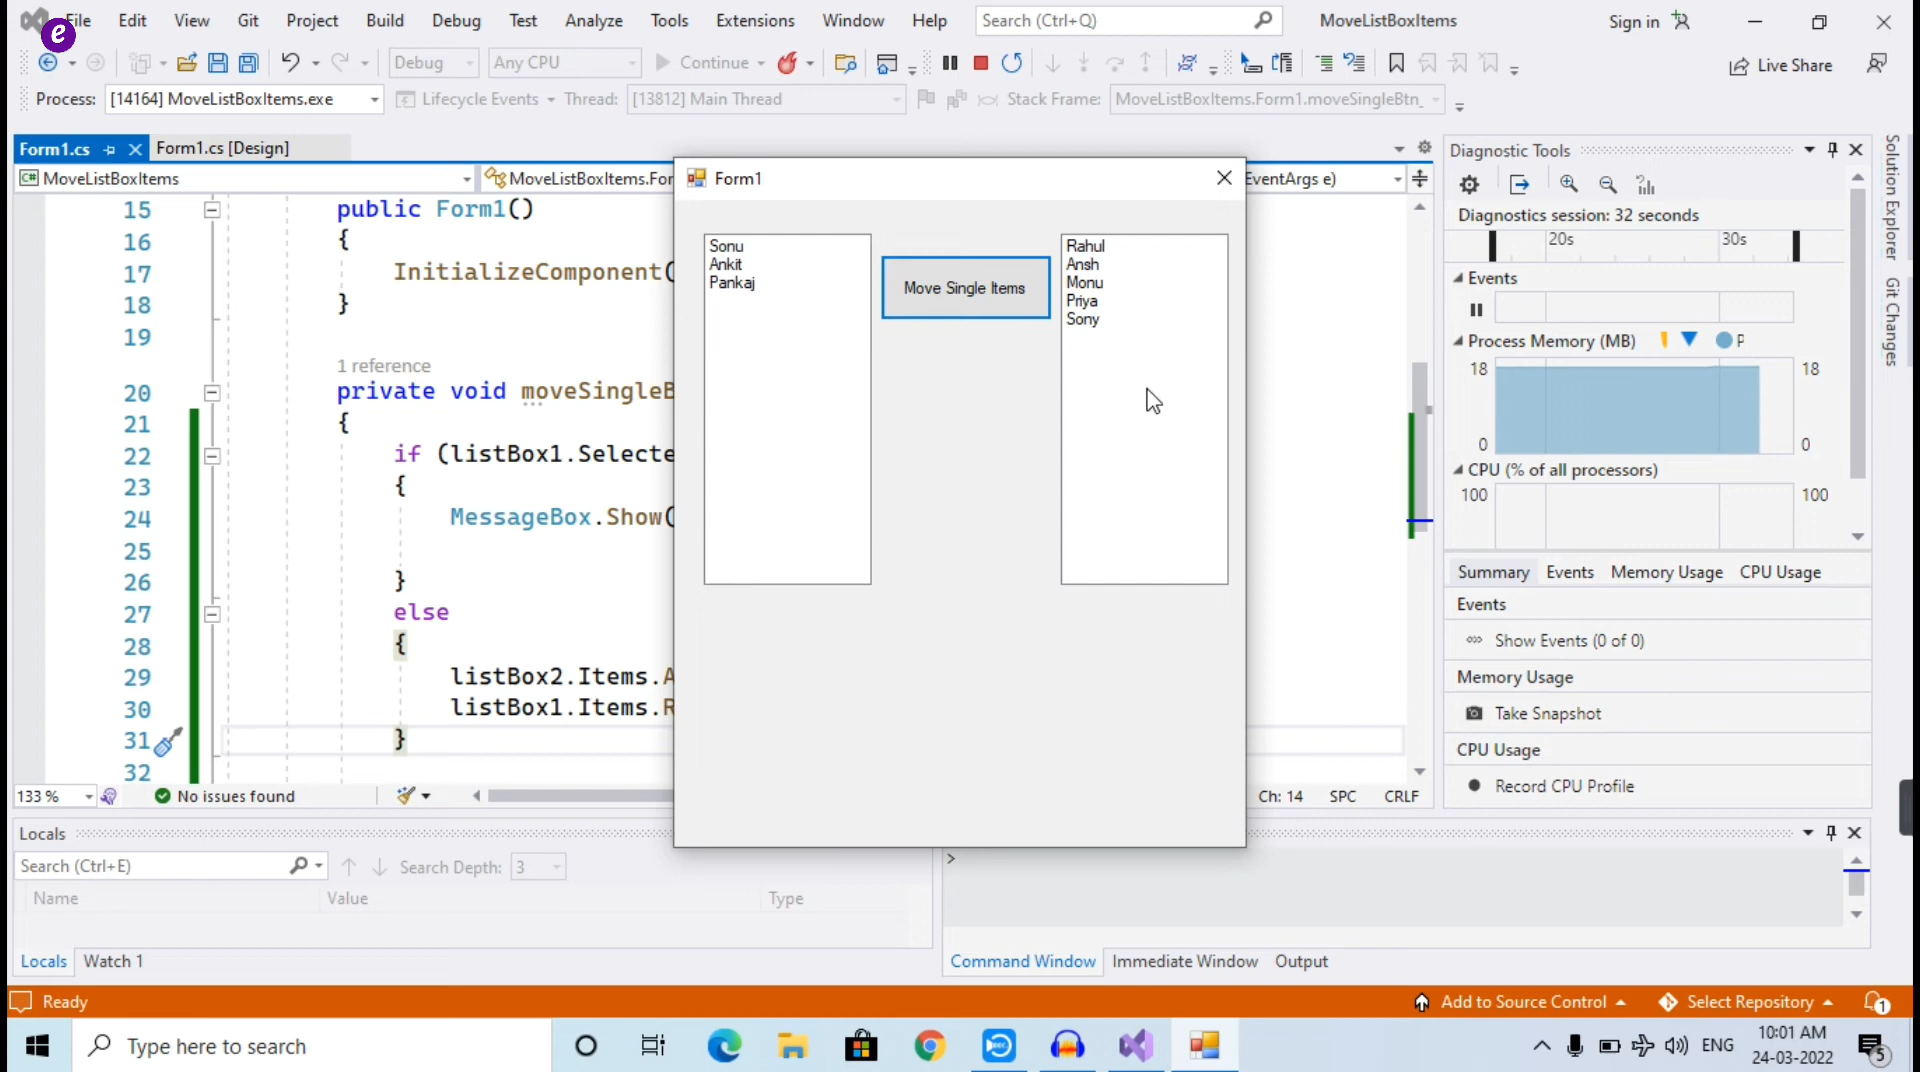 File Edit View Git Project Build Debug Test Analyze Tools Extensions Window Help Search (Ctrl+Q) MoveListBoxItems Sign in
e
Debug Any CPU Continue Live Share
Process: [14164] MoveListBoxItems.exe Lifecycle Events Thread: [13812] Main Thread Stack Frame: MoveListBoxItems.Form1.moveSingleBtn_
Form1.cs Form1.cs [Design]
C# MoveListBoxItems MoveListBoxItems.For EventArgs e)
15 public Form1()
16 {
17 InitializeComponent(
18 }
19
1 reference
20 private void moveSingleB
21 {
22 if (listBox1.Selecte
23 {
24 MessageBox.Show(
25
26 }
27 else
28 {
29 listBox2.Items.A
30 listBox1.Items.R
31 }
32
133 % No issues found Ch: 14 SPC CRLF
Form1
Sonu
Ankit
Pankaj
Move Single Items
Rahul
Ansh
Monu
Priya
Sony
Diagnostic Tools
Diagnostics session: 32 seconds
20s 30s
Events
Process Memory (MB) P
18 18
0 0
CPU (% of all processors)
100 100
Summary Events Memory Usage CPU Usage
Events
Show Events (0 of 0)
Memory Usage
Take Snapshot
CPU Usage
Record CPU Profile
Solution Explorer
Git Changes
Locals
Search (Ctrl+E) Search Depth: 3
Name Value Type
Locals Watch 1
>
Command Window Immediate Window Output
Ready Add to Source Control Select Repository 1
Type here to search
REC
ENG
10:01 AM
24-03-2022
5